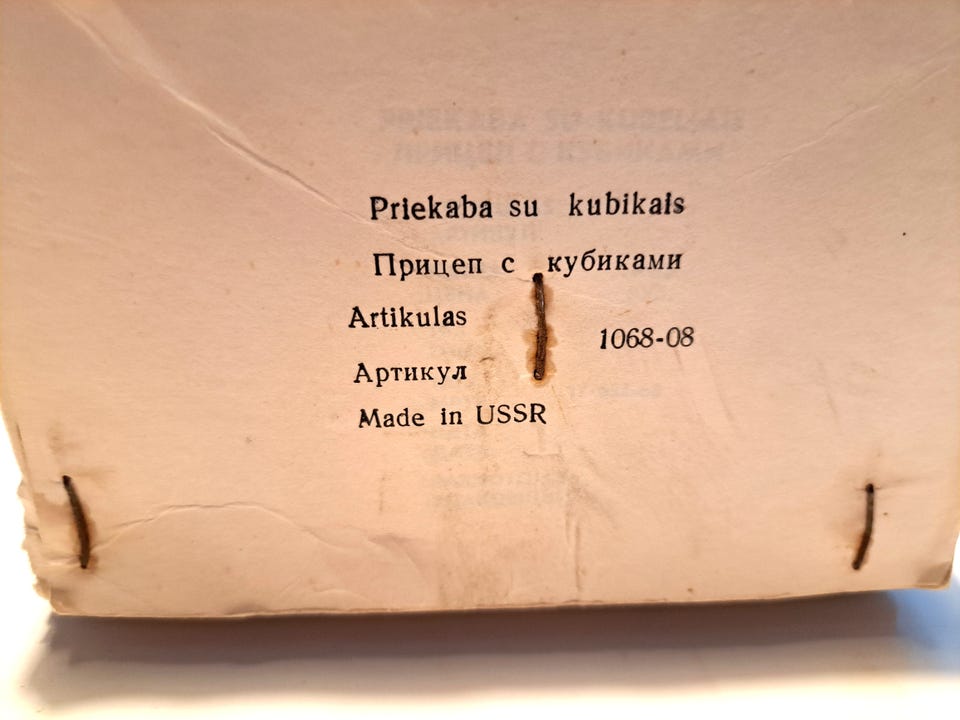 Priekaba su kubikais
Прицеп с кубиками
Artikulas
1068-08
Артикул
Made in USSR